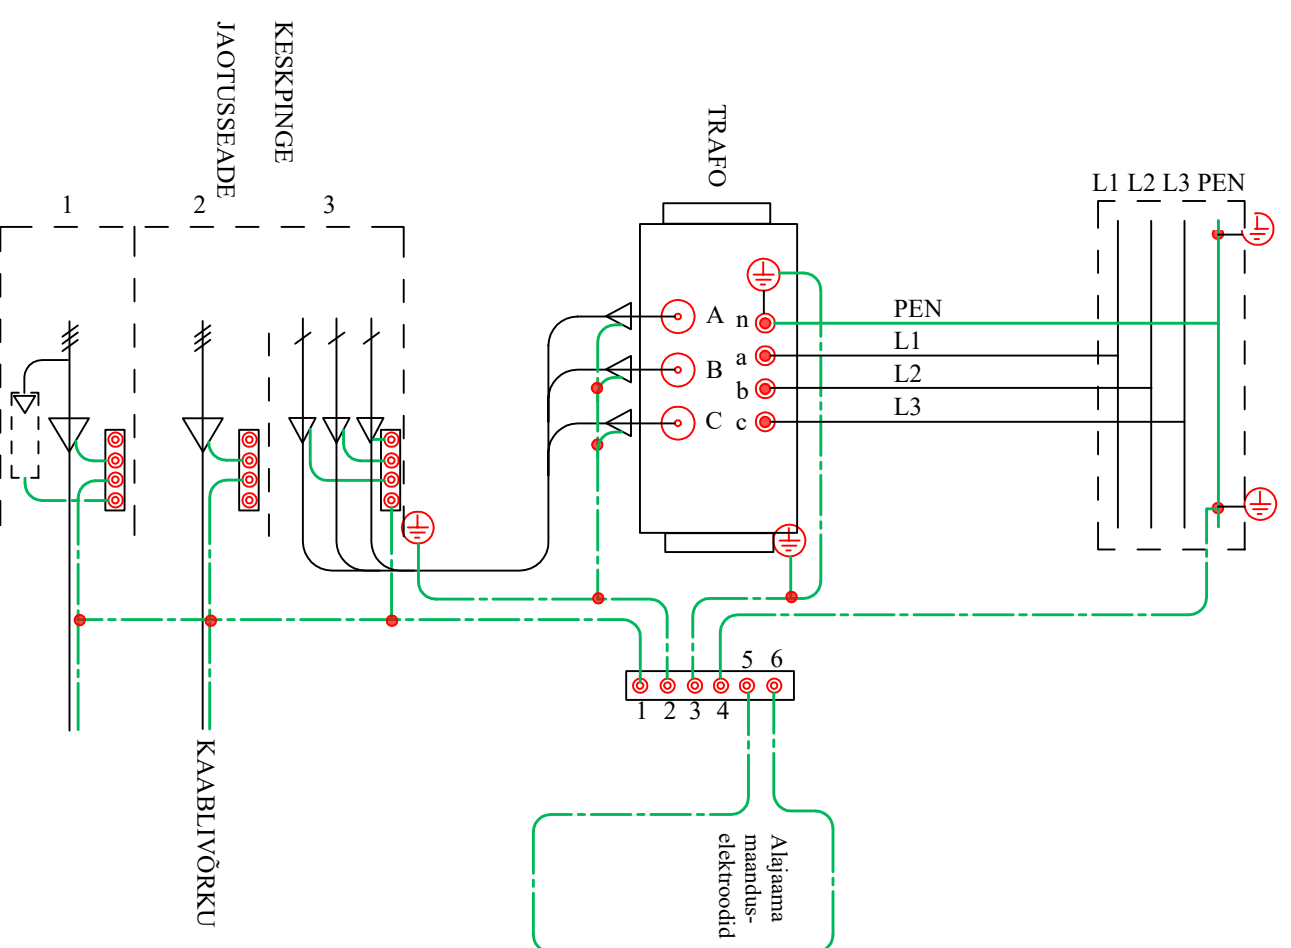 KESKPINGE
JAOTUSSEADE
1
2
3
TRAFO
L1 L2 L3 PEN
A
B
C
n
a
b
c
PEN
L1
L2
L3
5 6
1 2 3 4
KAABLIVÕRKU
Alajaama
maandus-
elektroodid